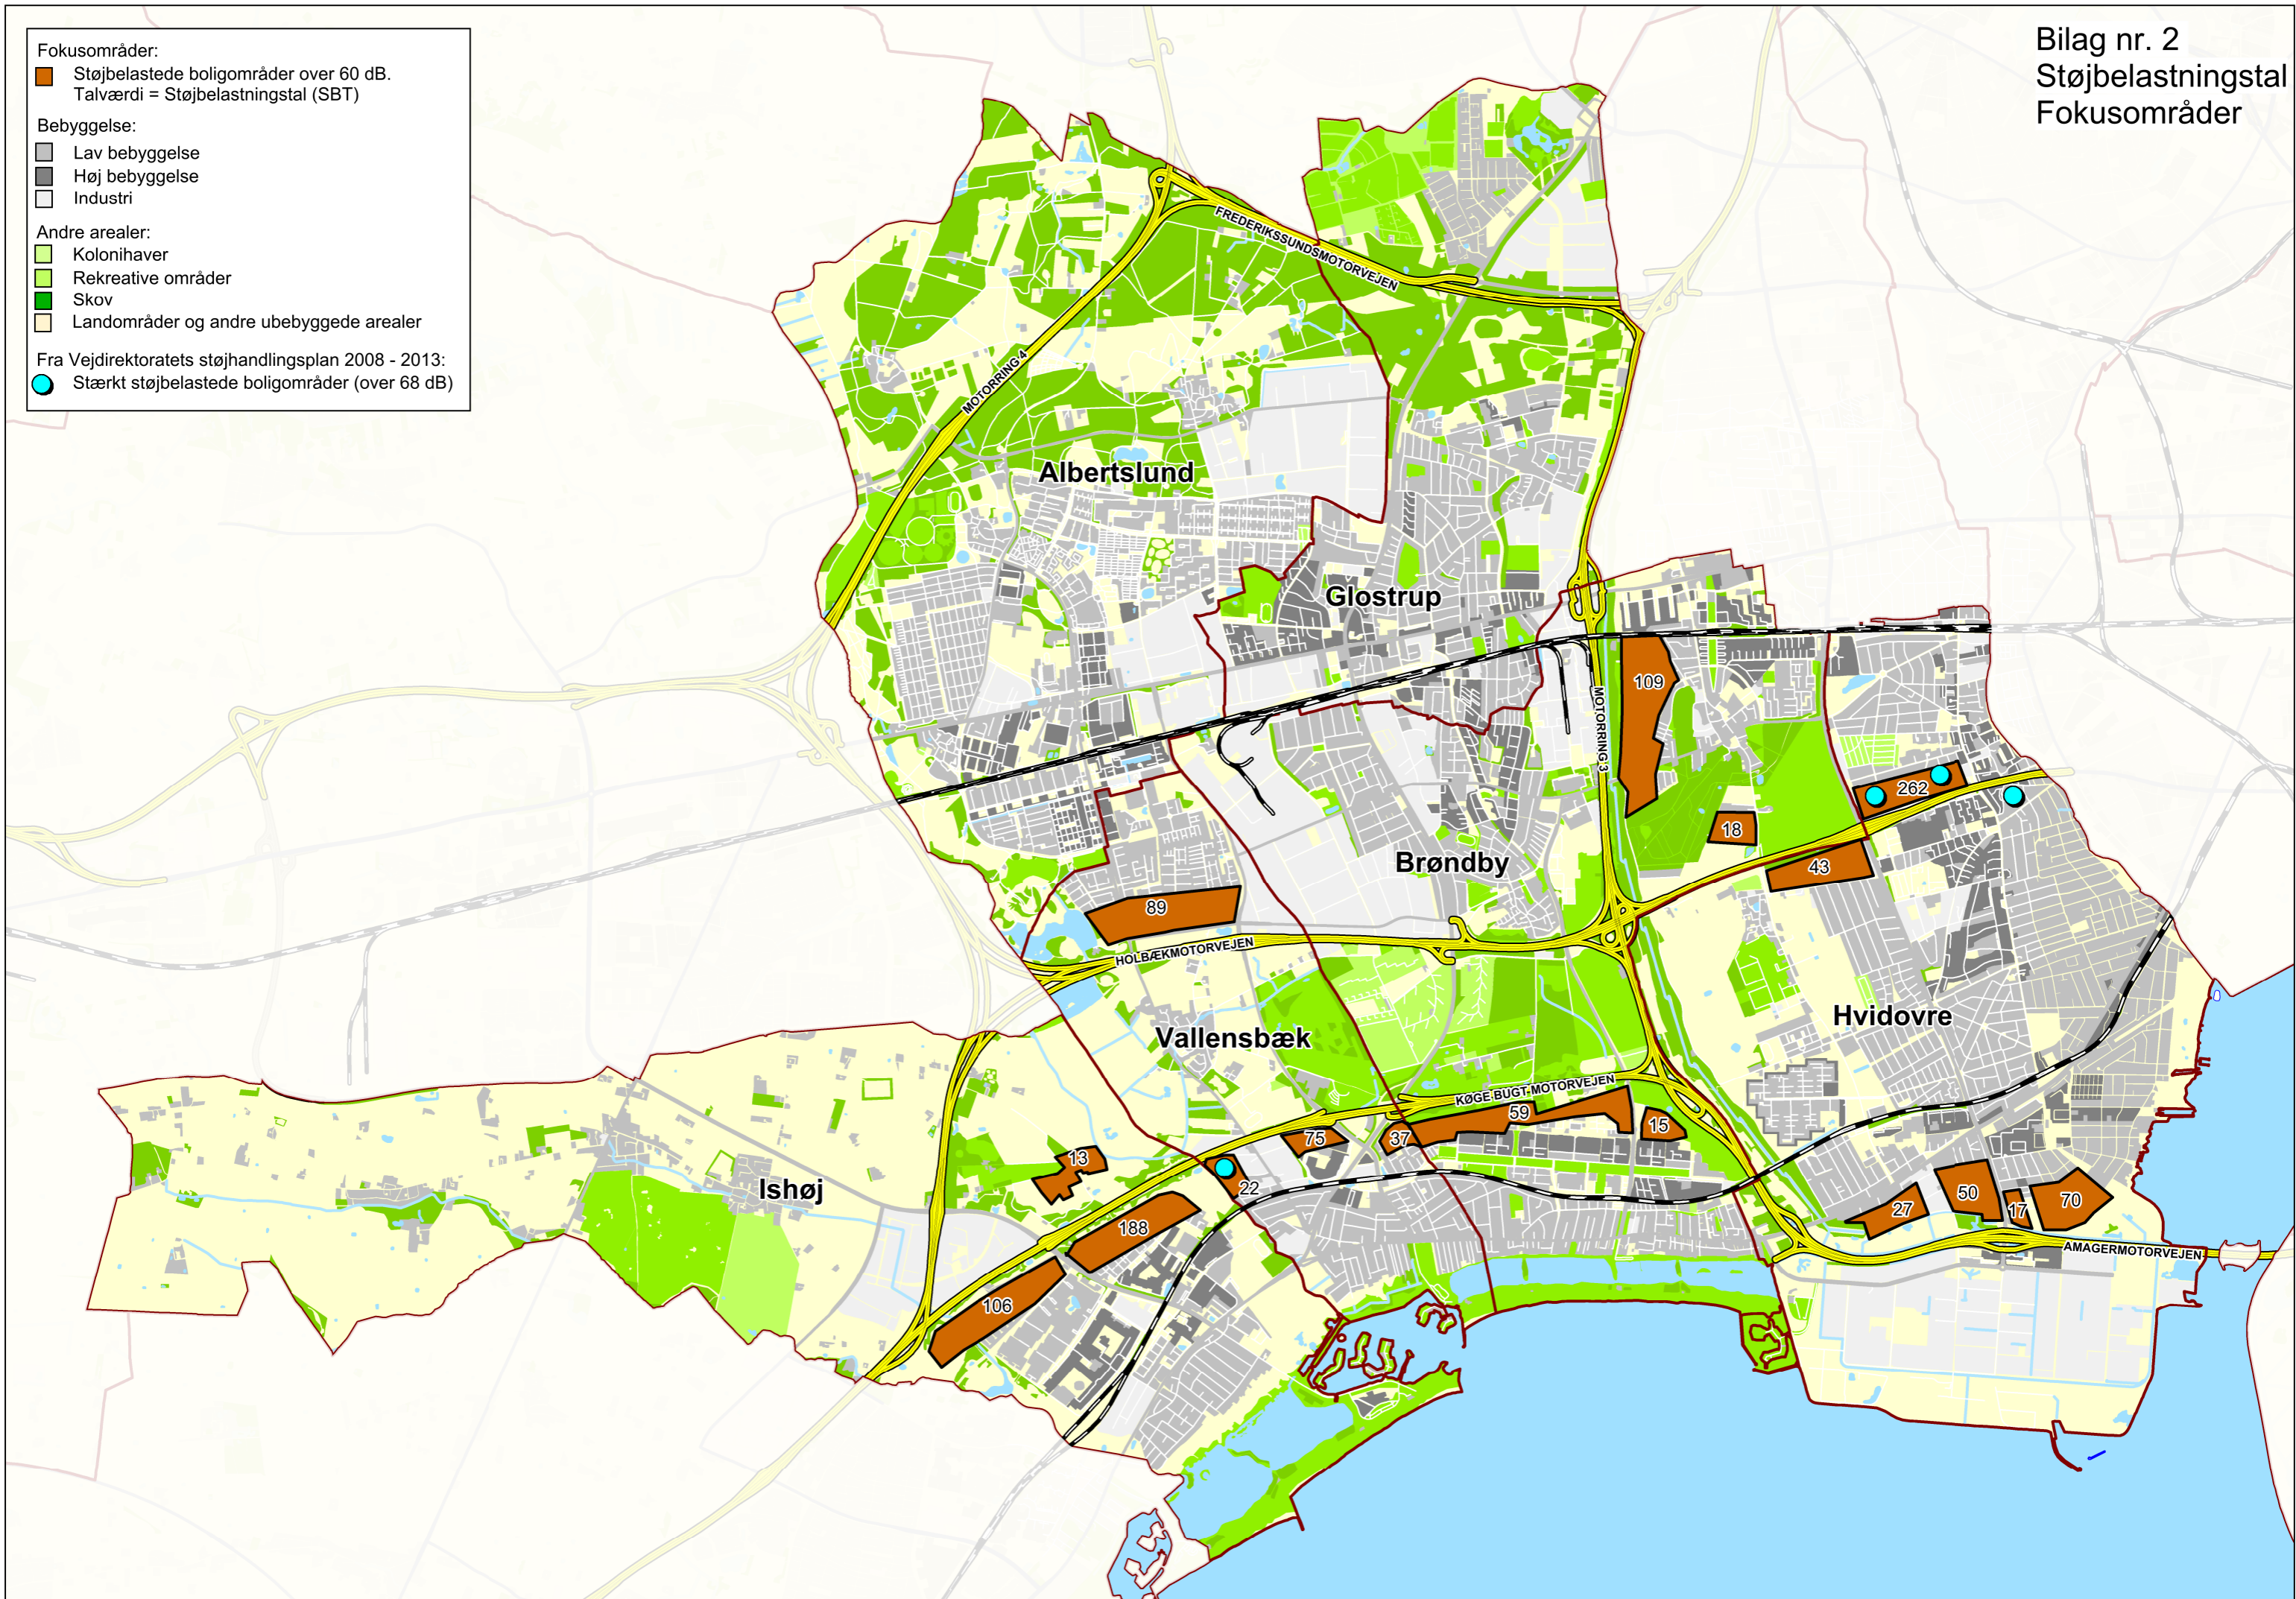 Bilag nr. 2
Støjbelastningstal
Fokusområder
Fokusområder:
Støjbelastede boligområder over 60 dB.
Talværdi = Støjbelastningstal (SBT)
Bebyggelse:
Lav bebyggelse
Høj bebyggelse
Industri
Andre arealer:
Kolonihaver
Rekreative områder
Skov
Landområder og andre ubebyggede arealer
Fra Vejdirektoratets støjhandlingsplan 2008 - 2013:
Stærkt støjbelastede boligområder (over 68 dB)
FREDERIKSSUNDSMOTORVEJEN
MOTORRING 4
Albertslund
Glostrup
109
MOTORRING 3
262
18
Brøndby
43
89
HOLBÆKMOTORVEJEN
Hvidovre
Vallensbæk
KØGE BUGT MOTORVEJEN
59
15
75
37
13
22
Ishøj
188
50
70
27
17
AMAGERMOTORVEJEN
106